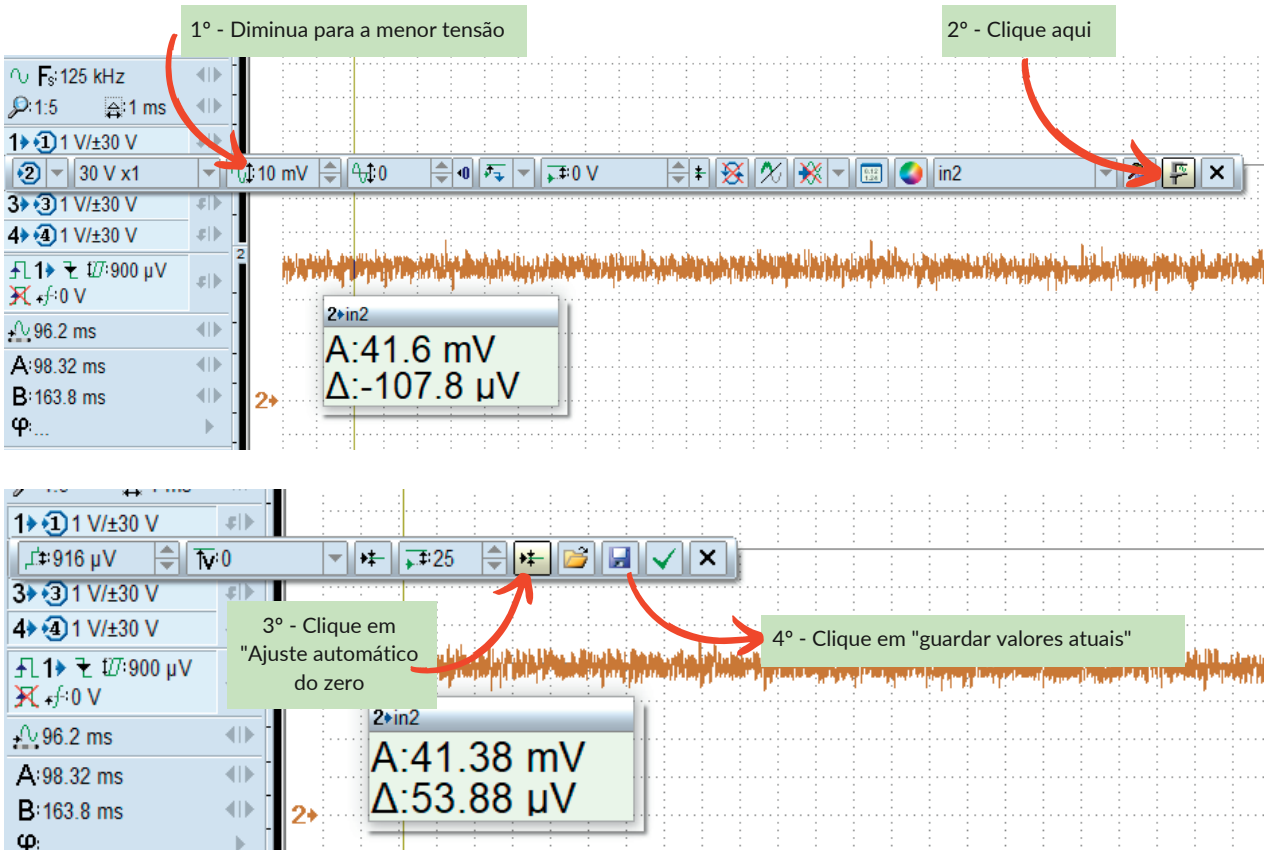 1º - Diminua para a menor tensão
2º - Clique aqui
Fs:125 kHz
1:5 1 ms
1 1 1 V/±30 V
2 30 V x1 10 mV 0 0 0 V in2
3 3 1 V/±30 V
4 4 1 V/±30 V
2
1 900 µV
f:0 V
96.2 ms
A:98.32 ms
B:163.8 ms
φ:...
2 in2
A:41.6 mV
Δ:-107.8 µV
2
1 1 1 V/±30 V
916 µV V:0 25
3 3 1 V/±30 V
4 4 1 V/±30 V
3º - Clique em
"Ajuste automático
do zero
4º - Clique em "guardar valores atuais"
1 900 µV
f:0 V
96.2 ms
A:98.32 ms
B:163.8 ms
φ:
2 in2
A:41.38 mV
Δ:53.88 µV
2